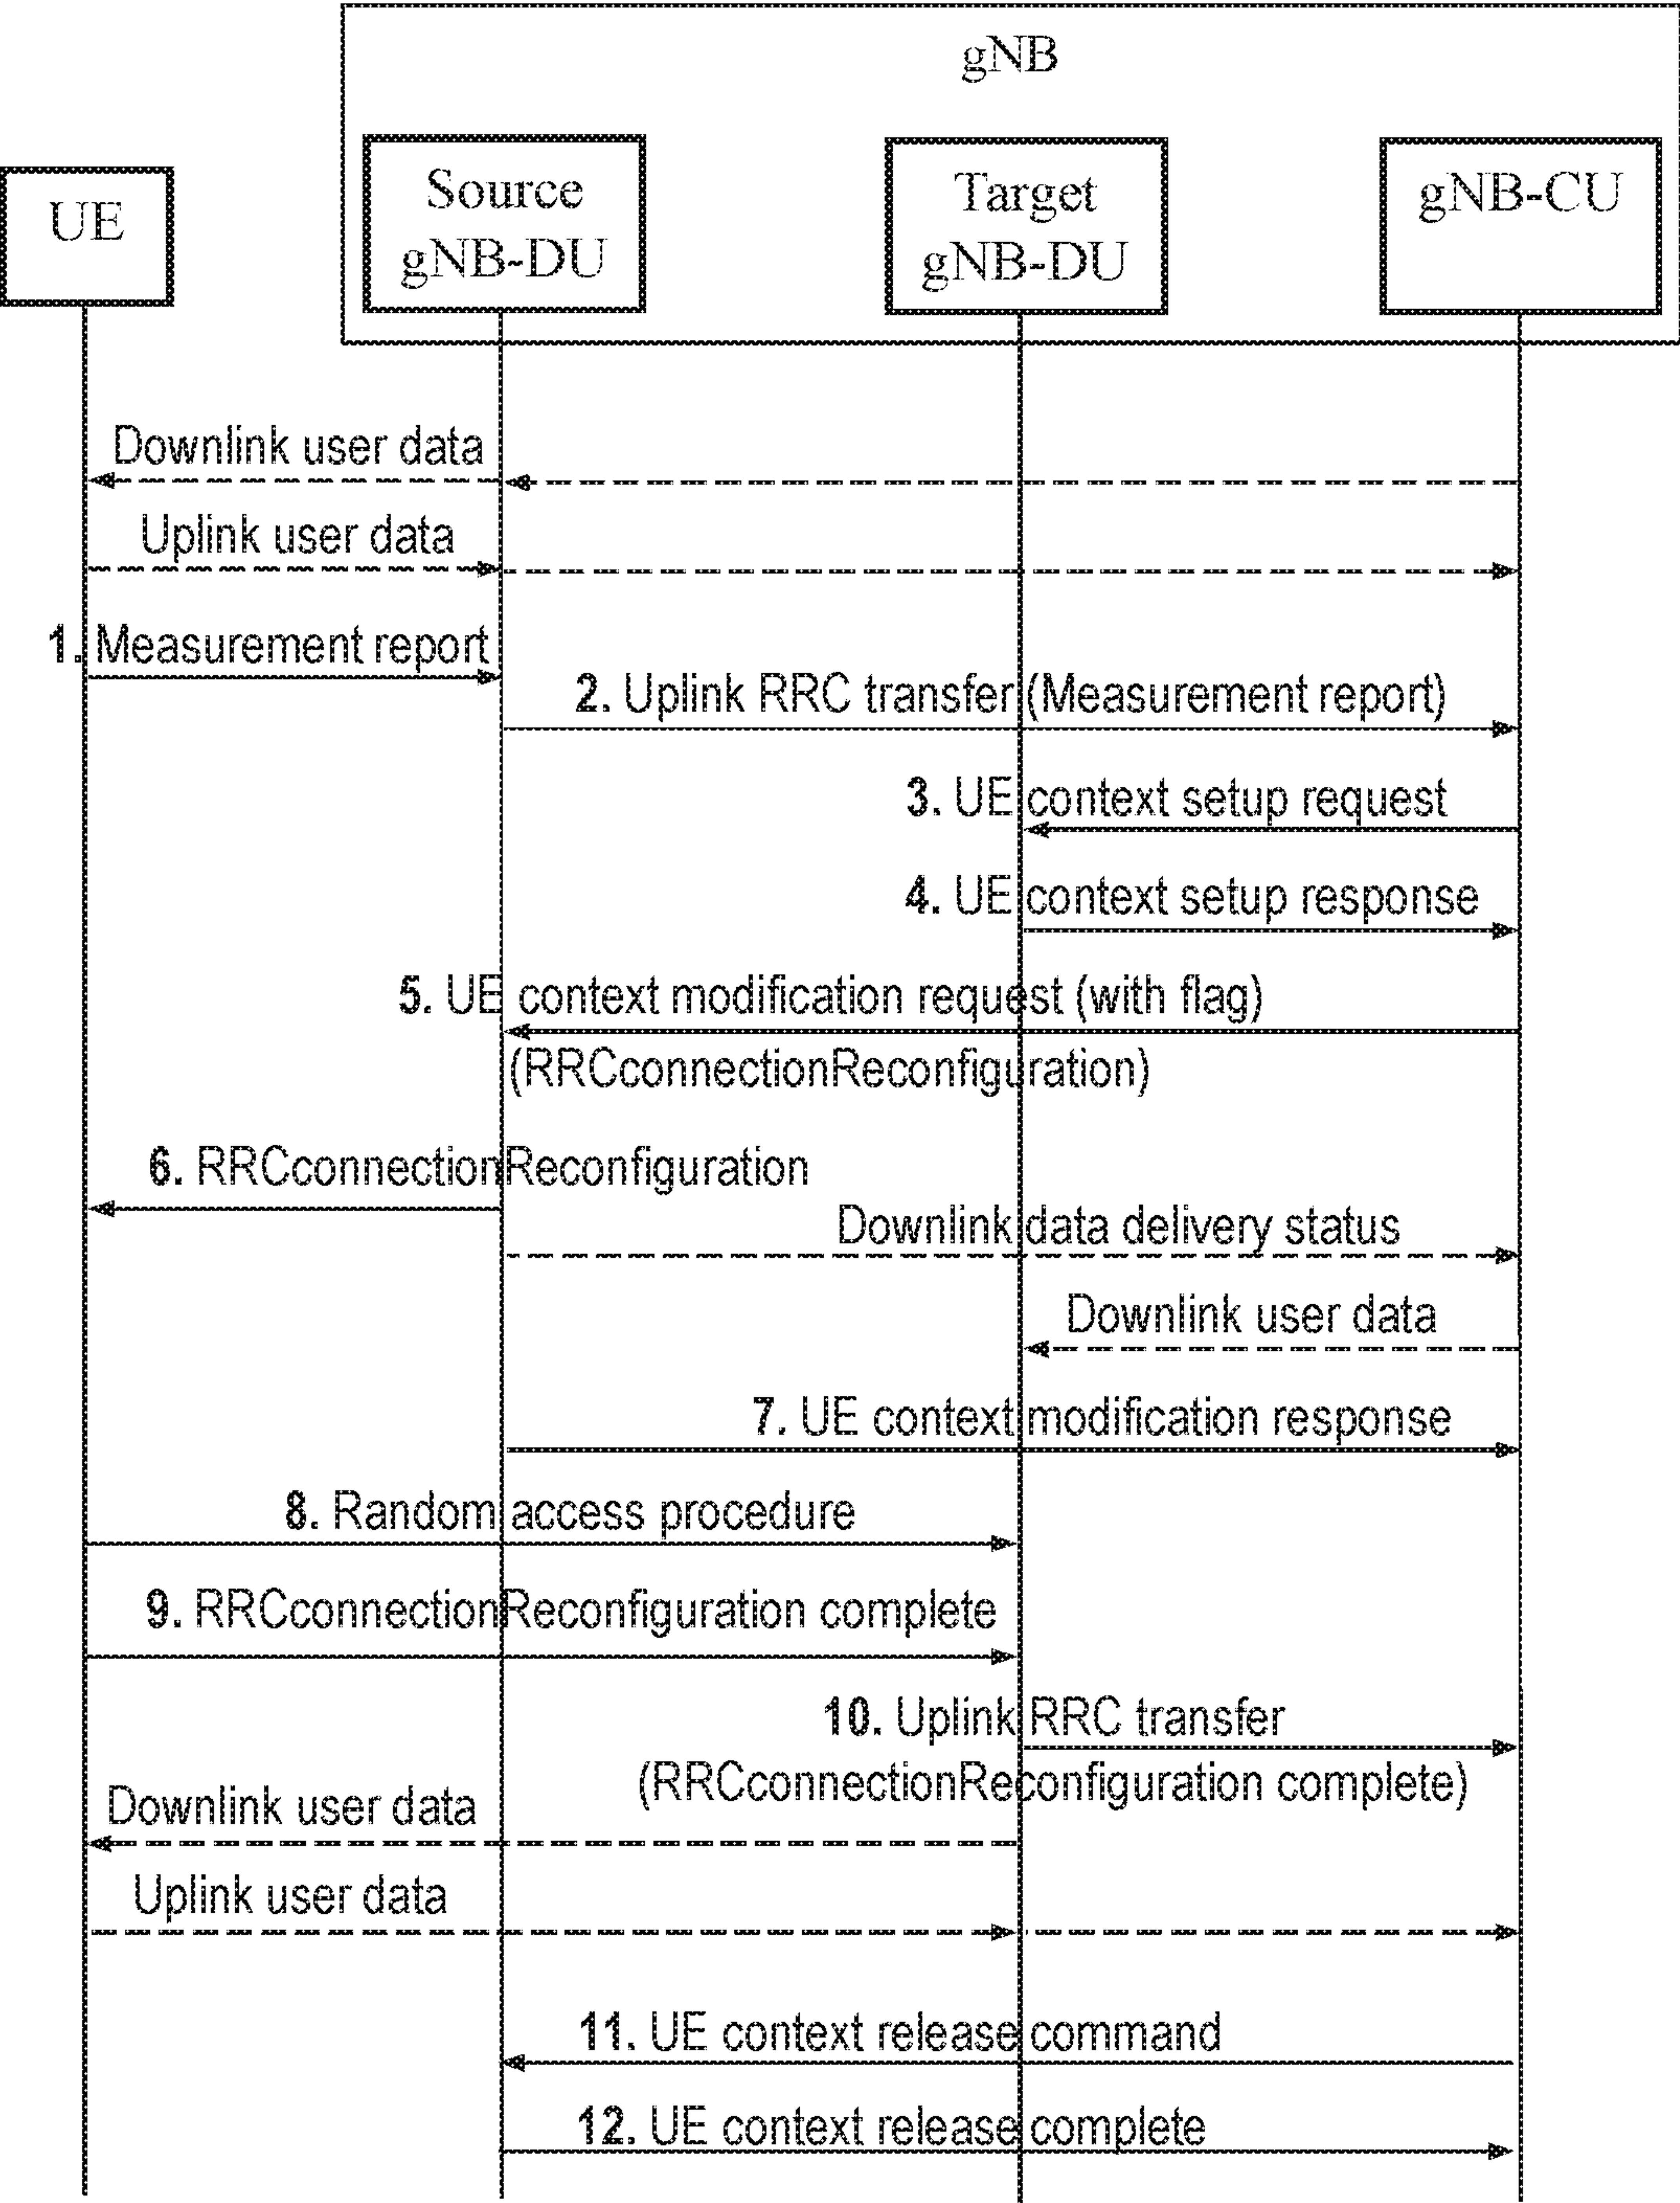 gNB
UE
Source
gNB-DU
Target
gNB-DU
gNB-CU
Downlink user data
Uplink user data
1. Measurement report
2. Uplink RRC transfer (Measurement report)
3. UE context setup request
4. UE context setup response
5. UE context modification request (with flag)
(RRCconnectionReconfiguration)
6. RRCconnectionReconfiguration
Downlink data delivery status
Downlink user data
7. UE context modification response
8. Random access procedure
9. RRCconnectionReconfiguration complete
10. Uplink RRC transfer
(RRCconnectionReconfiguration complete)
Downlink user data
Uplink user data
11. UE context release command
12. UE context release complete